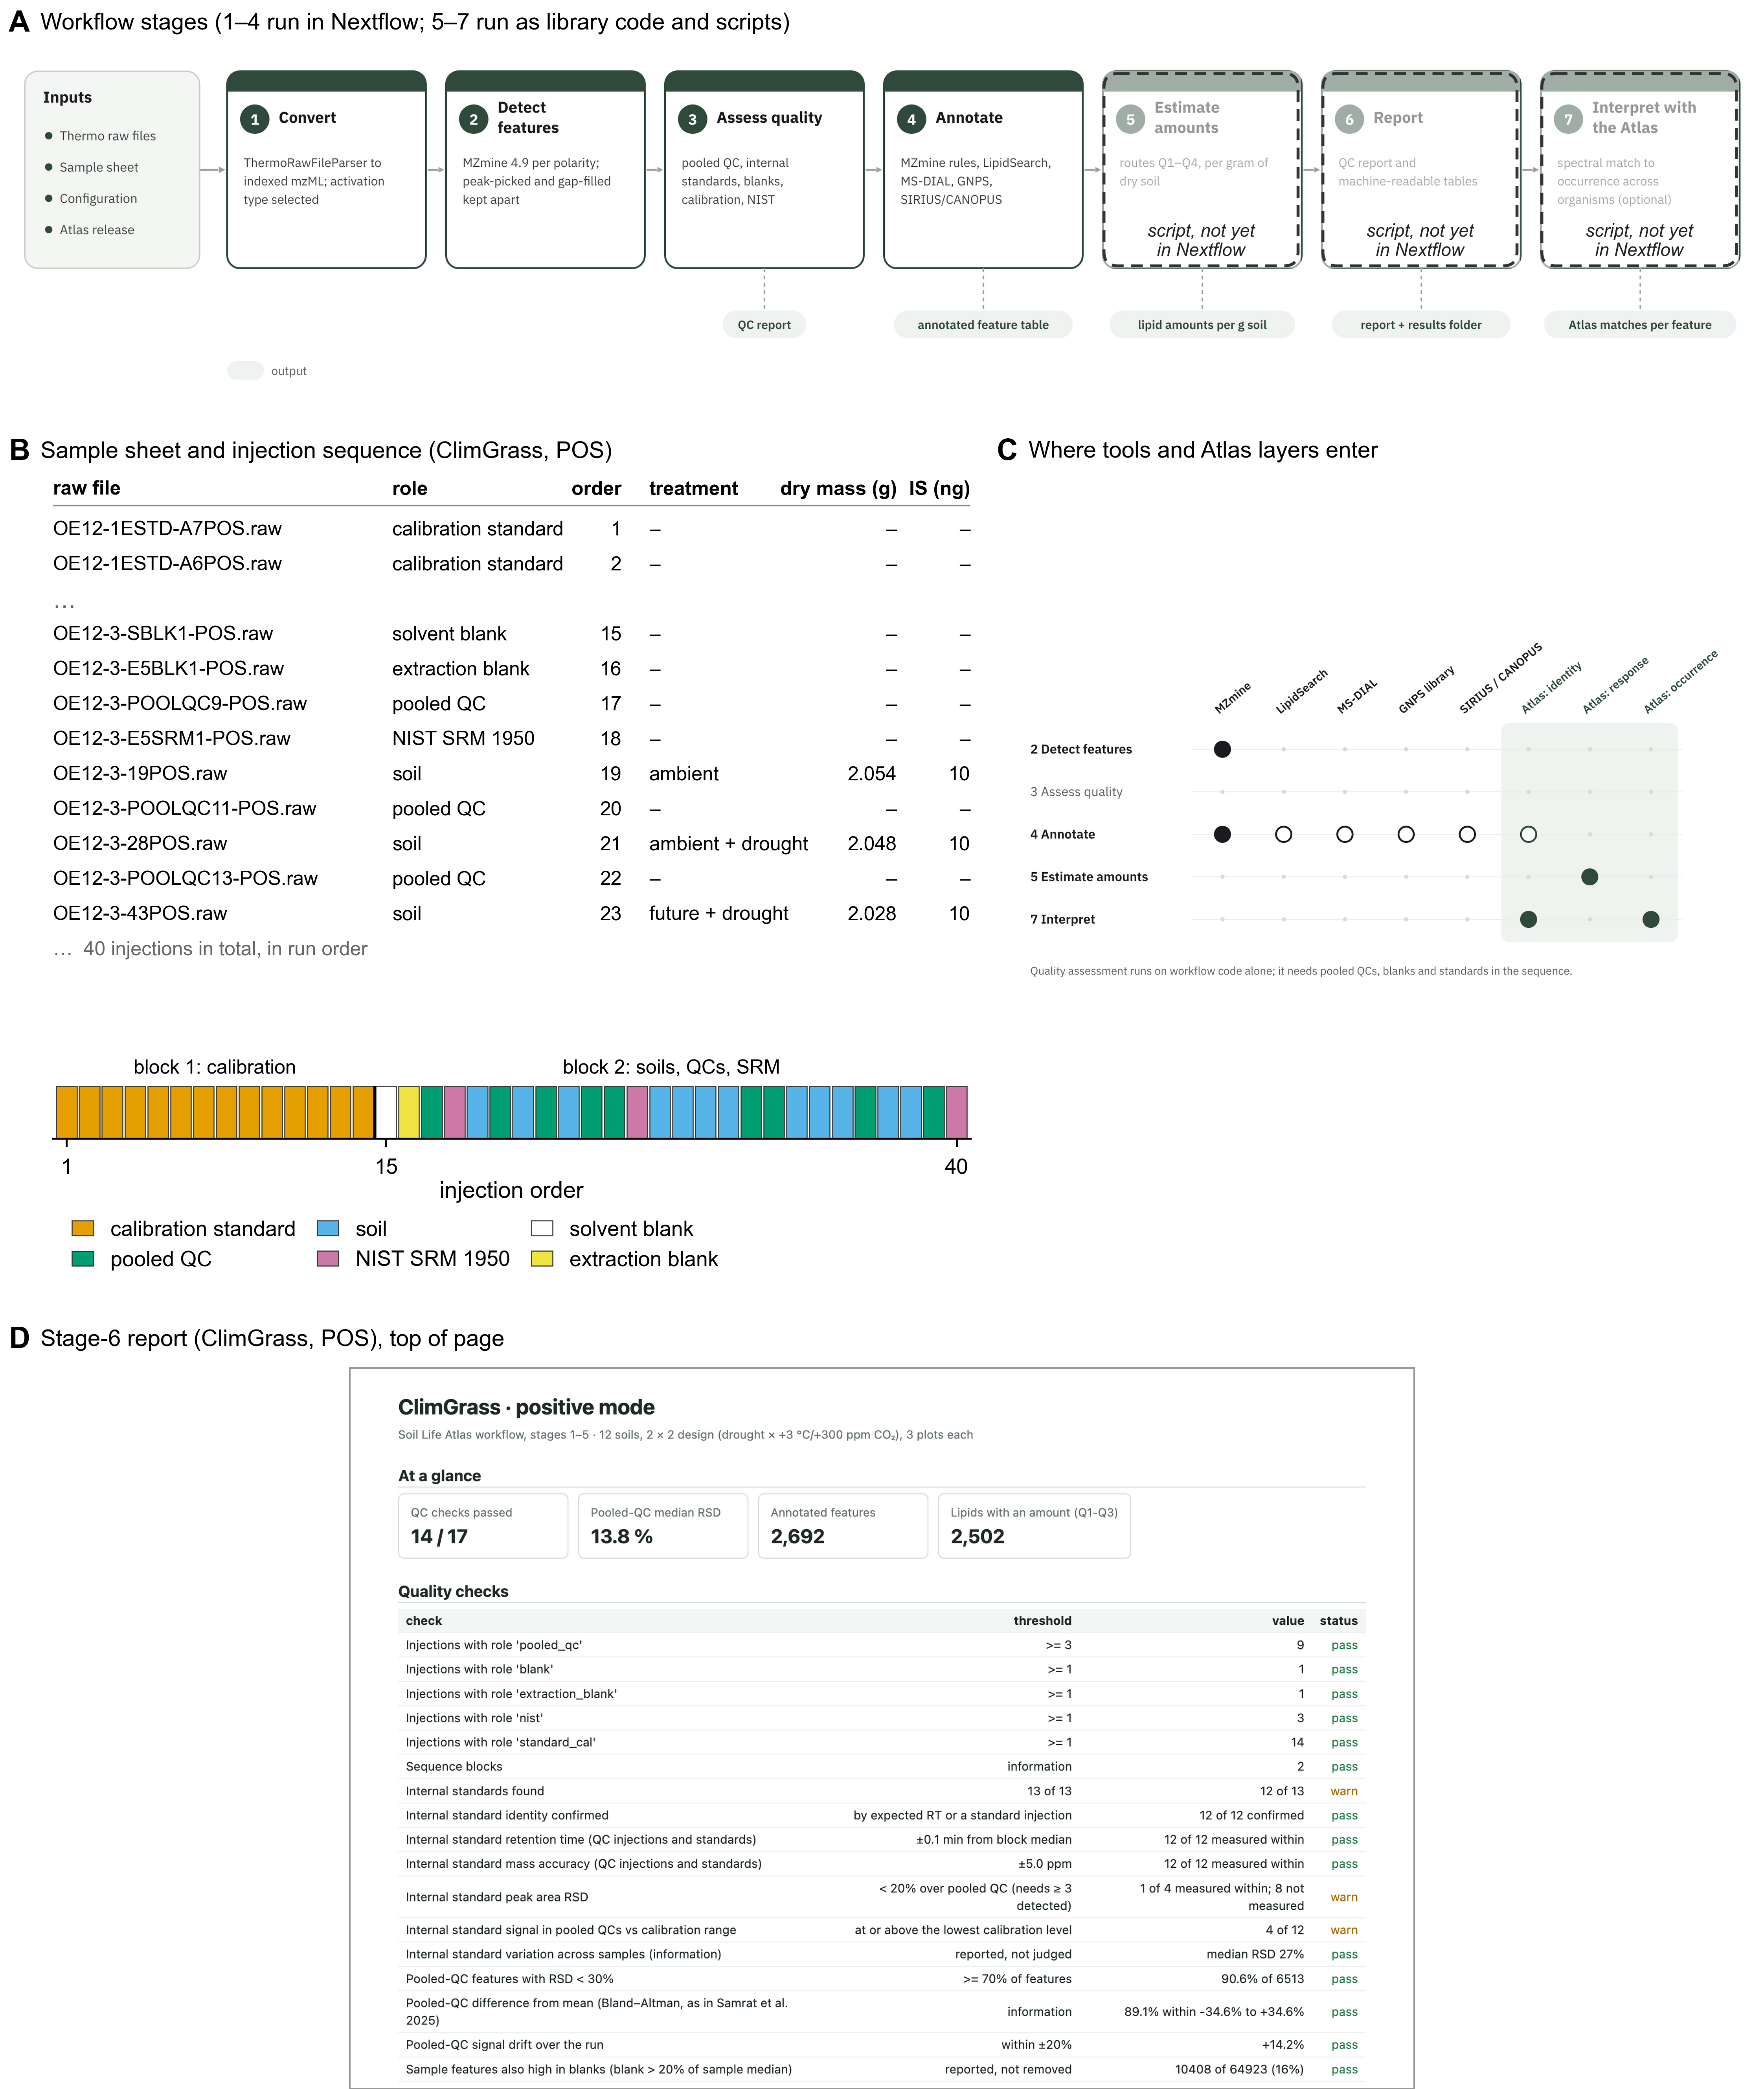 A Workflow stages (1–4 run in Nextflow; 5–7 run as library code and scripts)
Inputs
Thermo raw files
Sample sheet
Configuration
Atlas release
1 Convert
ThermoRawFileParser to
indexed mzML; activation
type selected
2 Detect
features
MZmine 4.9 per polarity;
peak-picked and gap-filled
kept apart
3 Assess quality
pooled QC, internal
standards, blanks,
calibration, NIST
4 Annotate
MZmine rules, LipidSearch,
MS-DIAL, GNPS,
SIRIUS/CANOPUS
5 Estimate
amounts
routes Q1–Q4, per gram of
dry soil
script, not yet
in Nextflow
6 Report
QC report and
machine-readable tables
script, not yet
in Nextflow
7 Interpret with
the Atlas
spectral match to
occurrence across
organisms (optional)
script, not yet
in Nextflow
QC report
annotated feature table
lipid amounts per g soil
report + results folder
Atlas matches per feature
output
B Sample sheet and injection sequence (ClimGrass, POS)
raw file role order treatment dry mass (g) IS (ng)
OE12-1ESTD-A7POS.raw calibration standard 1 – – –
OE12-1ESTD-A6POS.raw calibration standard 2 – – –
…
OE12-3-SBLK1-POS.raw solvent blank 15 – – –
OE12-3-E5BLK1-POS.raw extraction blank 16 – – –
OE12-3-POOLQC9-POS.raw pooled QC 17 – – –
OE12-3-E5SRM1-POS.raw NIST SRM 1950 18 – – –
OE12-3-19POS.raw soil 19 ambient 2.054 10
OE12-3-POOLQC11-POS.raw pooled QC 20 – – –
OE12-3-28POS.raw soil 21 ambient + drought 2.048 10
OE12-3-POOLQC13-POS.raw pooled QC 22 – – –
OE12-3-43POS.raw soil 23 future + drought 2.028 10
… 40 injections in total, in run order
block 1: calibration
block 2: soils, QCs, SRM
1 15 40
injection order
calibration standard soil solvent blank
pooled QC NIST SRM 1950 extraction blank
C Where tools and Atlas layers enter
MZmine
LipidSearch
MS-DIAL
GNPS library
SIRIUS / CANOPUS
Atlas: identity
Atlas: response
Atlas: occurrence
2 Detect features
3 Assess quality
4 Annotate
5 Estimate amounts
7 Interpret
Quality assessment runs on workflow code alone; it needs pooled QCs, blanks and standards in the sequence.
D Stage-6 report (ClimGrass, POS), top of page
ClimGrass · positive mode
Soil Life Atlas workflow, stages 1–5 · 12 soils, 2 × 2 design (drought × +3 °C/+300 ppm CO₂), 3 plots each
At a glance
QC checks passed
14 / 17
Pooled-QC median RSD
13.8 %
Annotated features
2,692
Lipids with an amount (Q1-Q3)
2,502
Quality checks
check threshold value status
Injections with role 'pooled_qc' >= 3 9 pass
Injections with role 'blank' >= 1 1 pass
Injections with role 'extraction_blank' >= 1 1 pass
Injections with role 'nist' >= 1 3 pass
Injections with role 'standard_cal' >= 1 14 pass
Sequence blocks information 2 pass
Internal standards found 13 of 13 12 of 13 warn
Internal standard identity confirmed by expected RT or a standard injection 12 of 12 confirmed pass
Internal standard retention time (QC injections and standards) ±0.1 min from block median 12 of 12 measured within pass
Internal standard mass accuracy (QC injections and standards) ±5.0 ppm 12 of 12 measured within pass
Internal standard peak area RSD < 20% over pooled QC (needs ≥ 3 detected) 1 of 4 measured within; 8 not measured warn
Internal standard signal in pooled QCs vs calibration range at or above the lowest calibration level 4 of 12 warn
Internal standard variation across samples (information) reported, not judged median RSD 27% pass
Pooled-QC features with RSD < 30% >= 70% of features 90.6% of 6513 pass
Pooled-QC difference from mean (Bland–Altman, as in Samrat et al. 2025) information 89.1% within -34.6% to +34.6% pass
Pooled-QC signal drift over the run within ±20% +14.2% pass
Sample features also high in blanks (blank > 20% of sample median) reported, not removed 10408 of 64923 (16%) pass